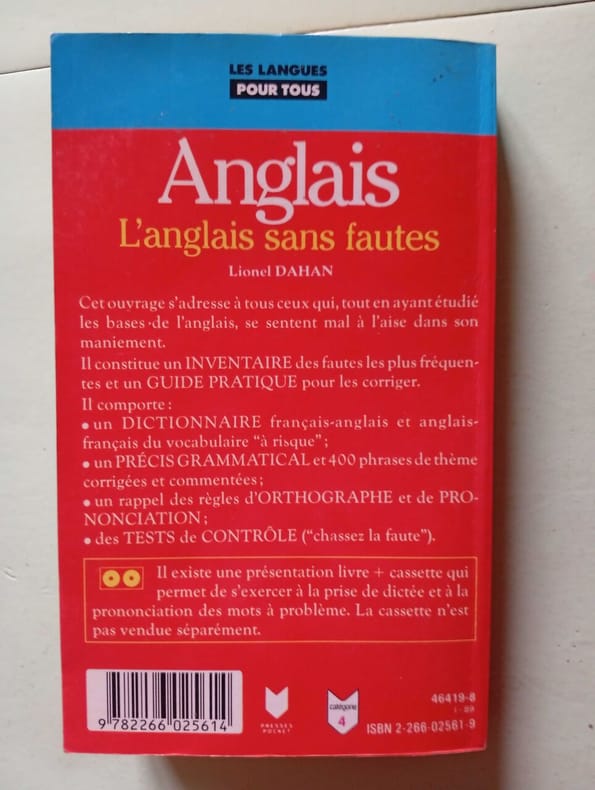 LES LANGUES
POUR TOUS
Anglais
L'anglais sans fautes
Lionel DAHAN
Cet ouvrage s'adresse à tous ceux qui, tout en ayant étudié
les bases de l'anglais, se sentent mal à l'aise dans son
maniement.
Il constitue un INVENTAIRE des fautes les plus fréquen-
tes et un GUIDE PRATIQUE pour les corriger.
Il comporte :
• un DICTIONNAIRE français-anglais et anglais-
français du vocabulaire "à risque" ;
• un PRÉCIS GRAMMATICAL et 400 phrases de thème
corrigées et commentées ;
• un rappel des règles d'ORTHOGRAPHE et de PRO-
NONCIATION ;
• des TESTS de CONTRÔLE ("chassez la faute").
Il existe une présentation livre + cassette qui
permet de s'exercer à la prise de dictée et à la
prononciation des mots à problème. La cassette n'est
pas vendue séparément.
9 782266 025614
PRESSES
POCKET
catégorie
4
46419-8
I - 89
ISBN 2-266-02561-9